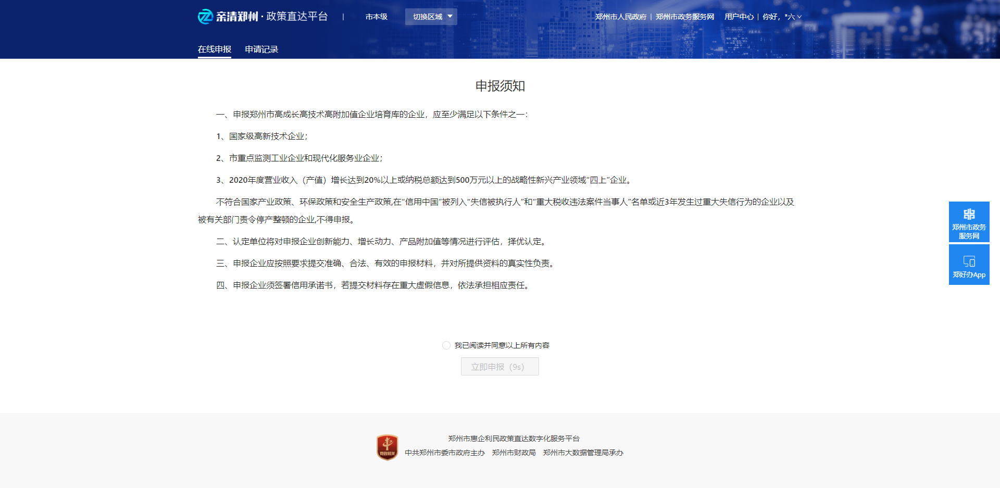 亲清郑州·政策直达平台 | 市本级 切换区域 郑州市人民政府 | 郑州市政务服务网 用户中心 | 你好，*六
在线申报 申请记录
申报须知
一、申报郑州市高成长高技术高附加值企业培育库的企业，应至少满足以下条件之一：
1、国家级高新技术企业；
2、市重点监测工业企业和现代化服务业企业；
3、2020年度营业收入（产值）增长达到20%以上或纳税总额达到500万元以上的战略性新兴产业领域“四上”企业。
不符合国家产业政策、环保政策和安全生产政策,在“信用中国”被列入“失信被执行人”和“重大税收违法案件当事人”名单或近3年发生过重大失信行为的企业以及
被有关部门责令停产整顿的企业,不得申报。
二、认定单位将对申报企业创新能力、增长动力、产品附加值等情况进行评估，择优认定。
三、申报企业应按照要求提交准确、合法、有效的申报材料，并对所提供资料的真实性负责。
四、申报企业须签署信用承诺书，若提交材料存在重大虚假信息，依法承担相应责任。
郑州市政务
服务网
郑好办App
我已阅读并同意以上所有内容
立即申报（9s）
党政机关
郑州市惠企利民政策直达数字化服务平台
中共郑州市委市政府主办 郑州市财政局 郑州市大数据管理局承办